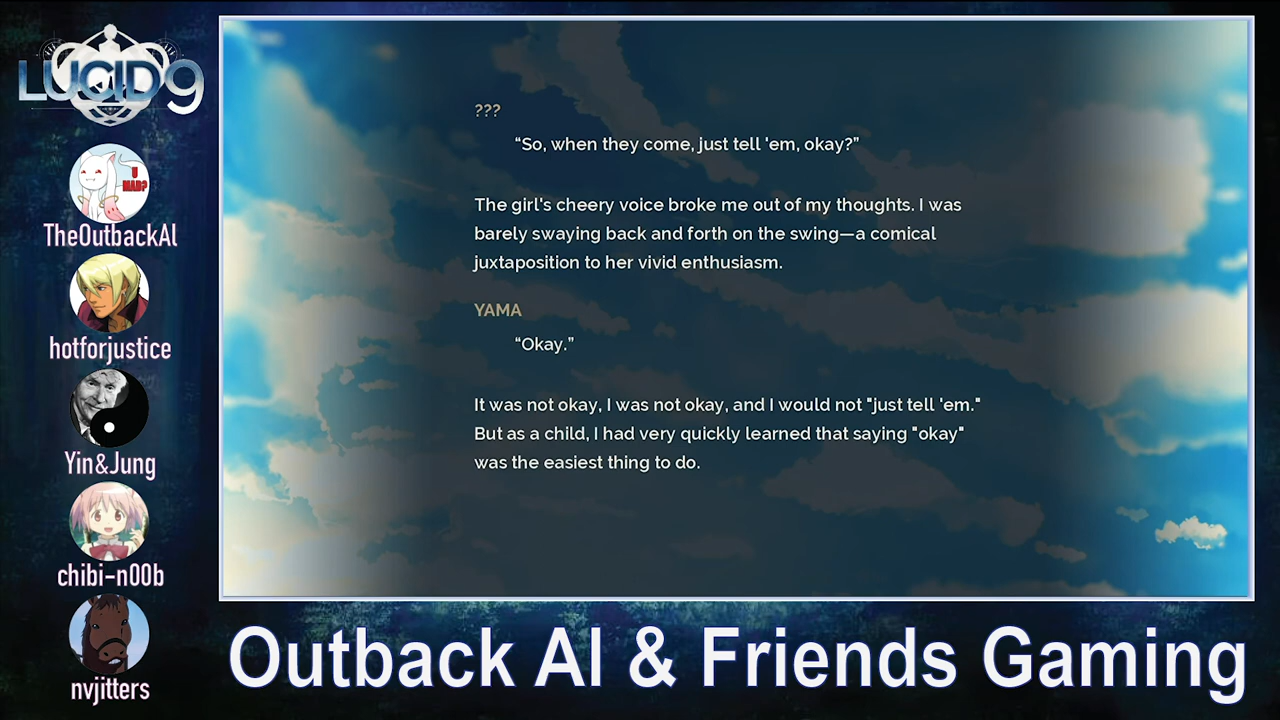 LUCID9
U
MAD?
TheOutbackAl
hotforjustice
Yin&Jung
chibi-n00b
nvjitters
???
“So, when they come, just tell 'em, okay?”
The girl's cheery voice broke me out of my thoughts. I was
barely swaying back and forth on the swing—a comical
juxtaposition to her vivid enthusiasm.
YAMA
“Okay.”
It was not okay, I was not okay, and I would not "just tell 'em."
But as a child, I had very quickly learned that saying "okay"
was the easiest thing to do.
Outback Al & Friends Gaming